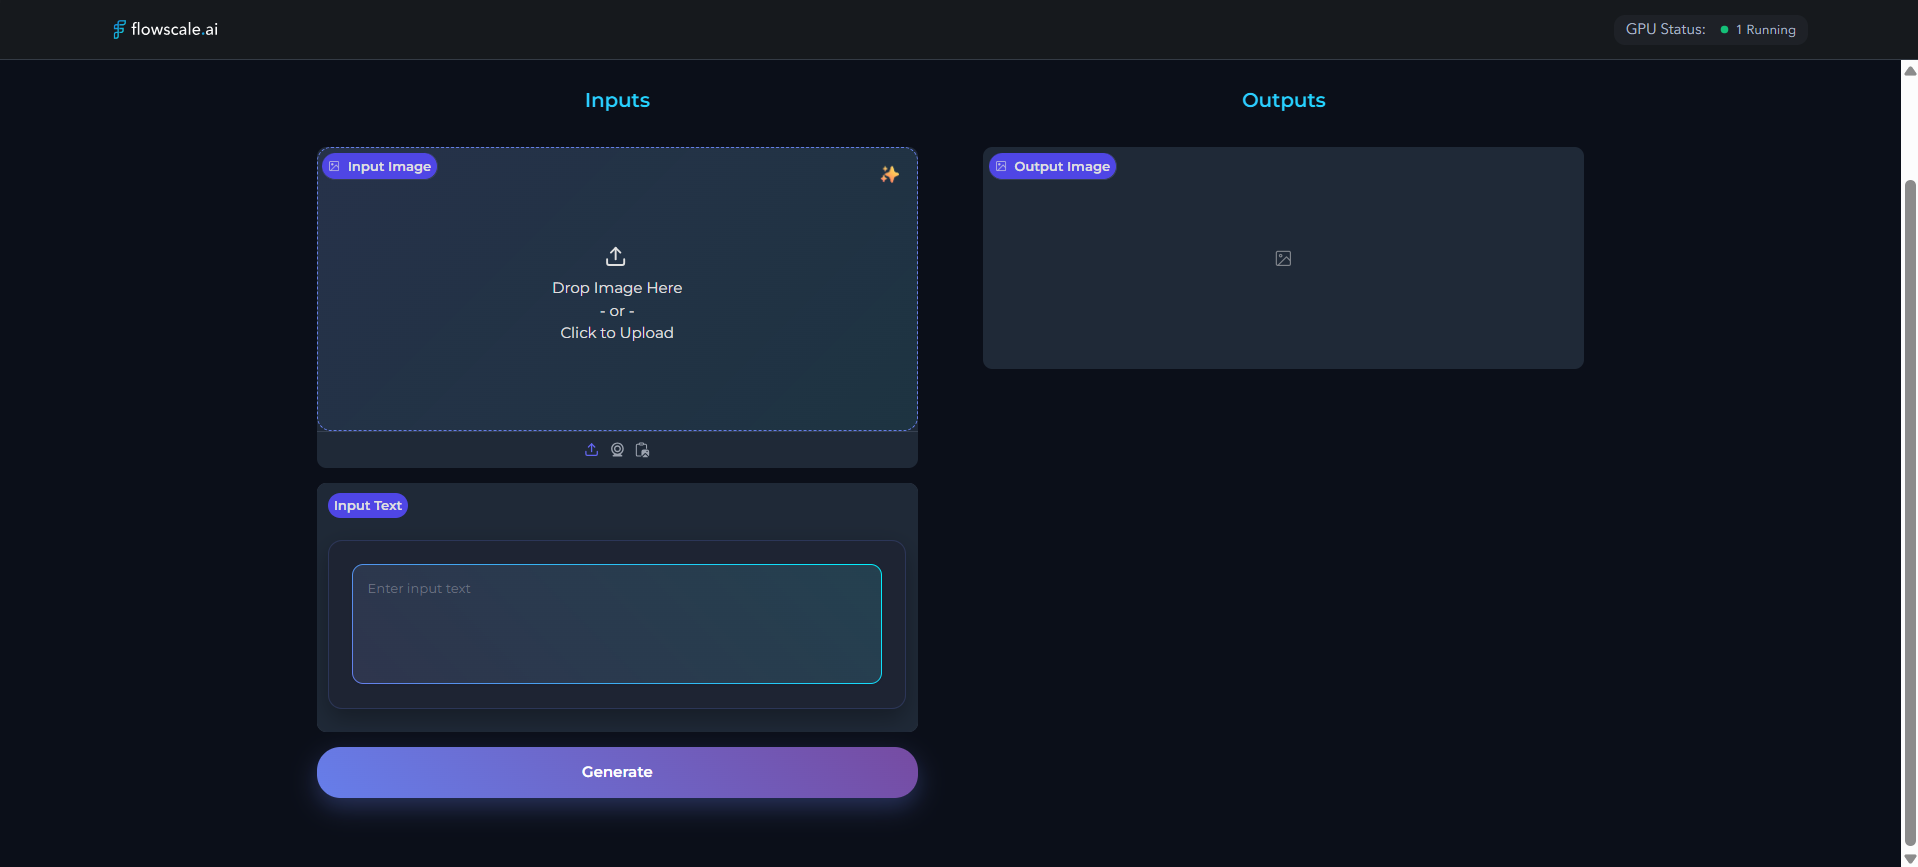 flowscale.ai
GPU Status: 1 Running
Inputs
Outputs
Input Image
Output Image
Drop Image Here
- or -
Click to Upload
Input Text
Enter input text
Generate